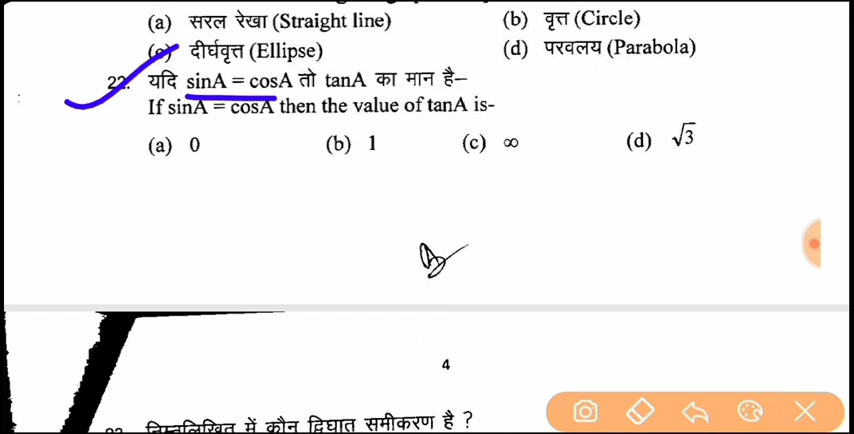 (a) सरल रेखा (Straight line) (b) वृत्त (Circle)
(c) दीर्घवृत्त (Ellipse) (d) परवलय (Parabola)
22. यदि sinA = cosA तो tanA का मान है–
If sinA = cosA then the value of tanA is-
(a) 0 (b) 1 (c) ∞ (d) √3
4
निम्नलिखित में कौन द्विघात समीकरण है ?